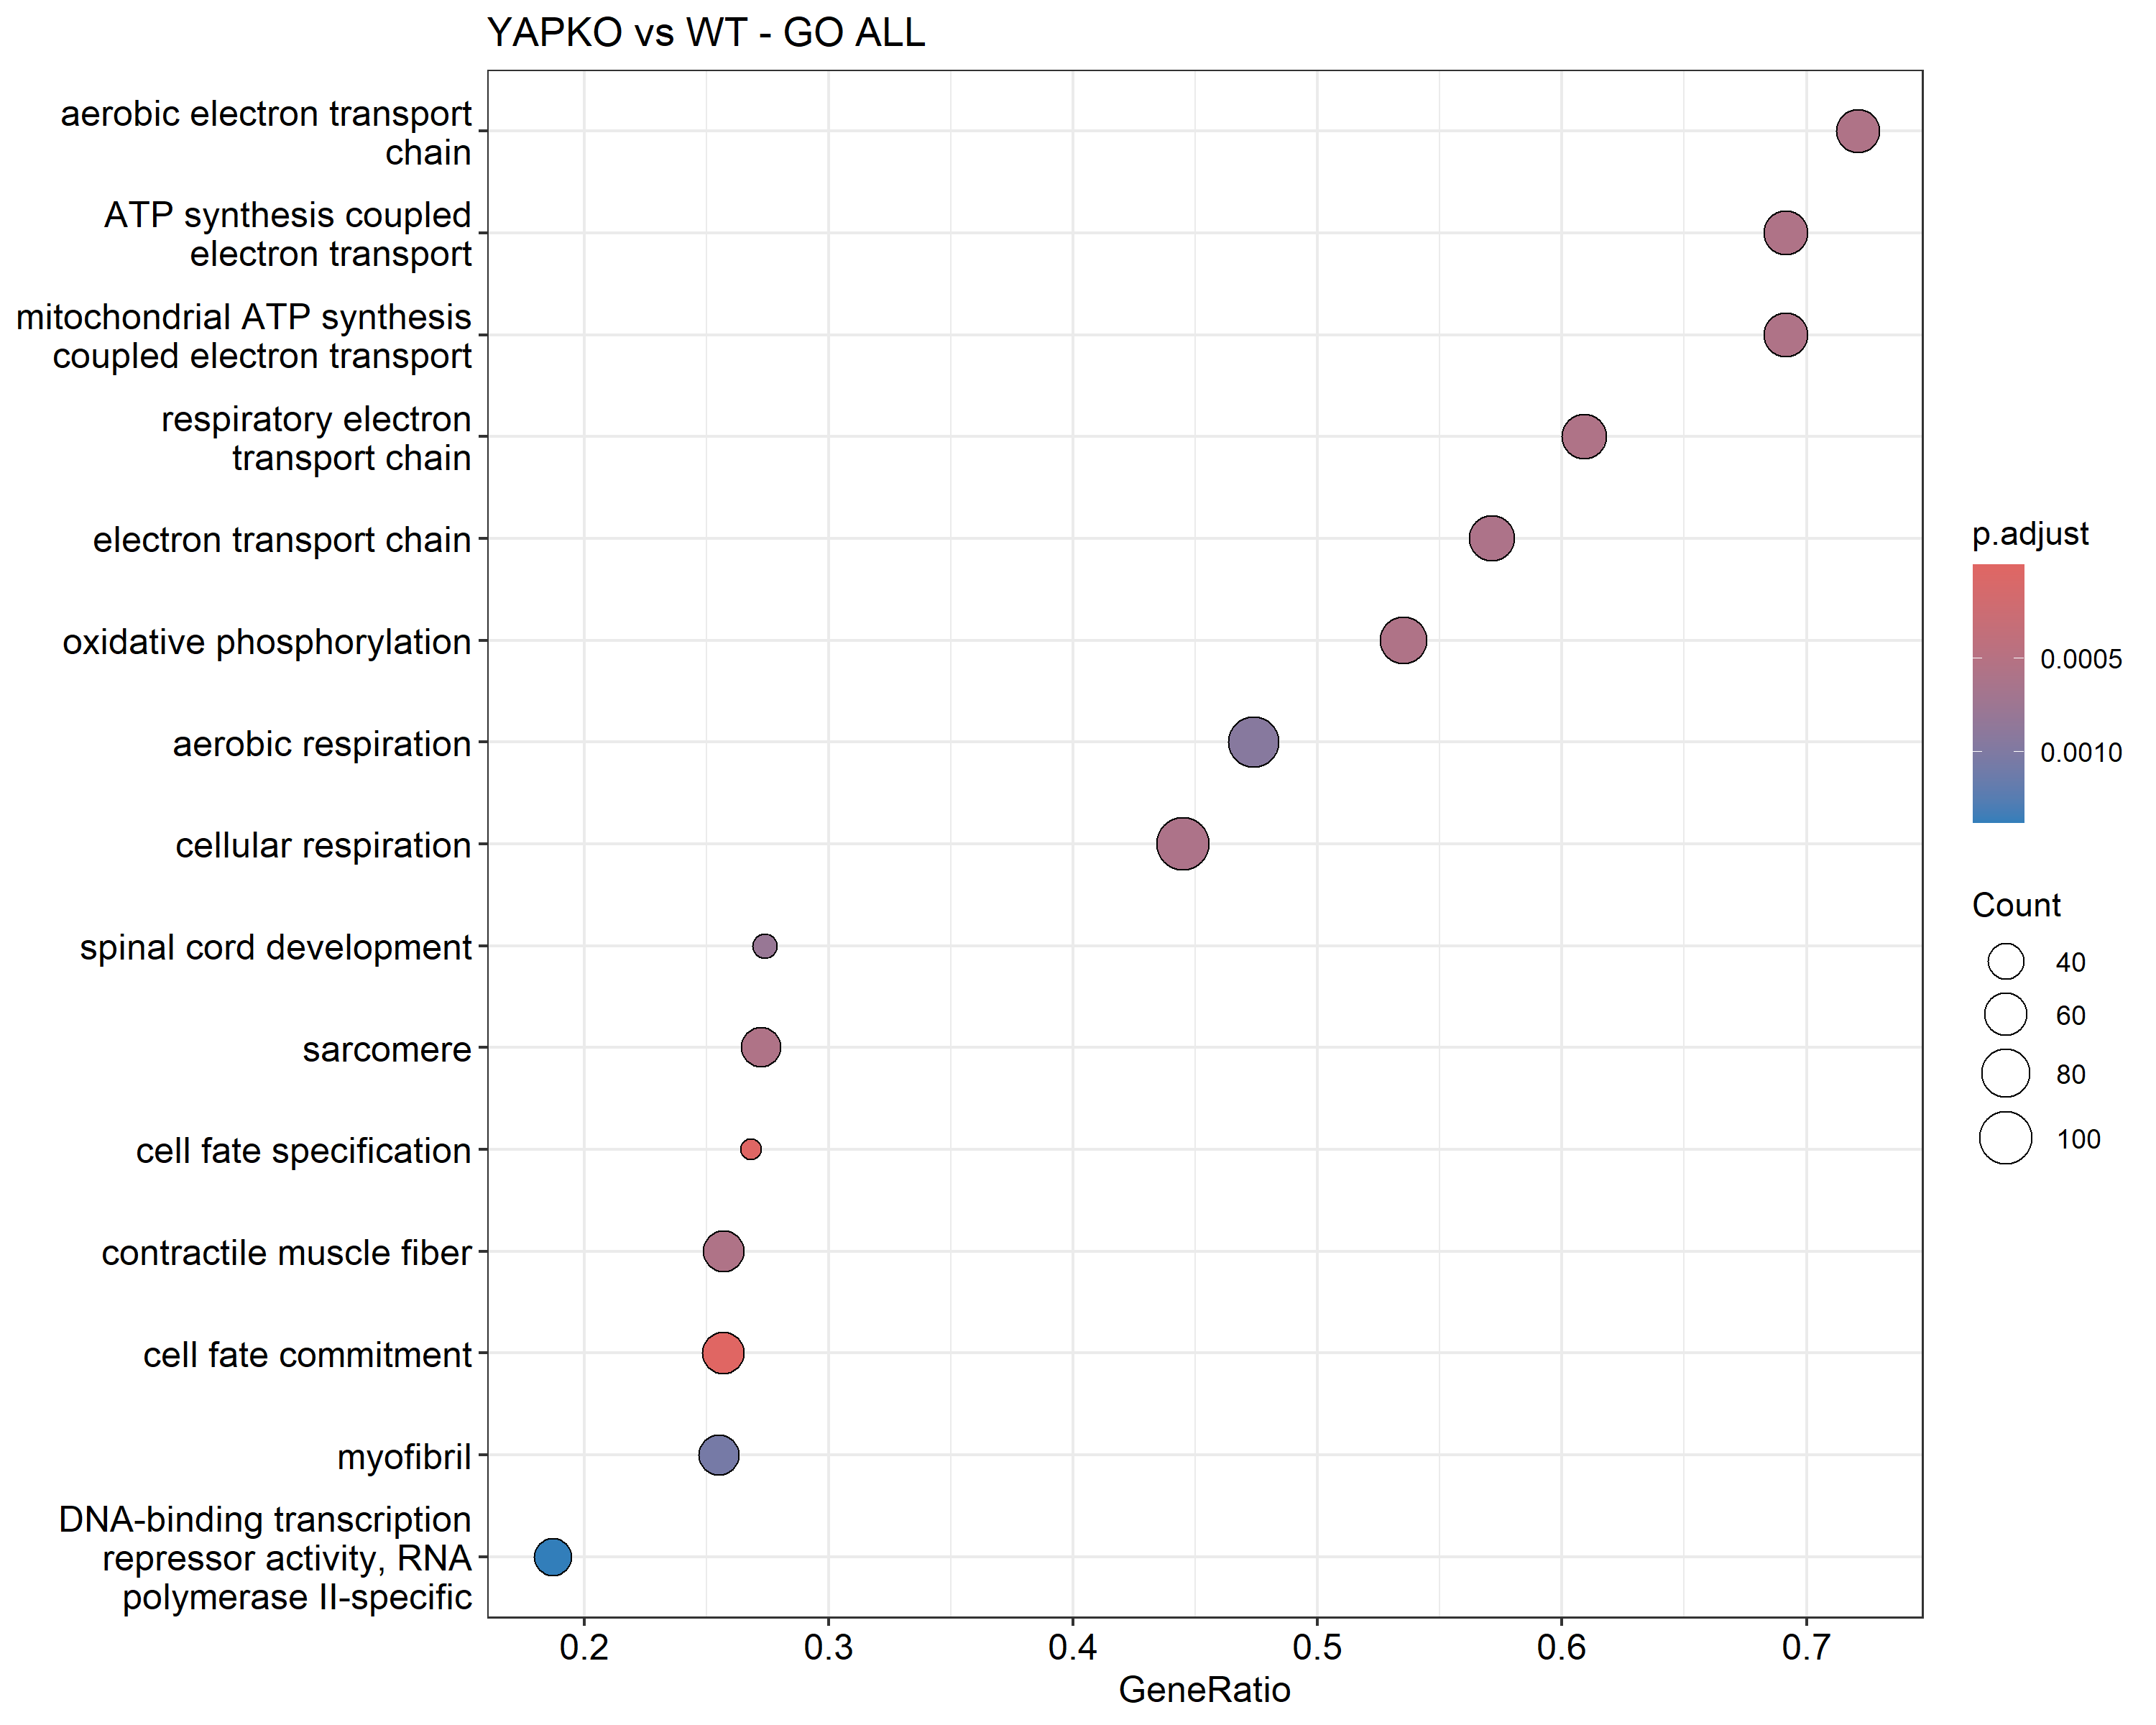 YAPKO vs WT - GO ALL
aerobic electron transport
chain
ATP synthesis coupled
electron transport
mitochondrial ATP synthesis
coupled electron transport
respiratory electron
transport chain
electron transport chain
oxidative phosphorylation
aerobic respiration
cellular respiration
spinal cord development
sarcomere
cell fate specification
contractile muscle fiber
cell fate commitment
myofibril
DNA-binding transcription
repressor activity, RNA
polymerase II-specific
0.2 0.3 0.4 0.5 0.6 0.7
GeneRatio
p.adjust
0.0005
0.0010
Count
40
60
80
100